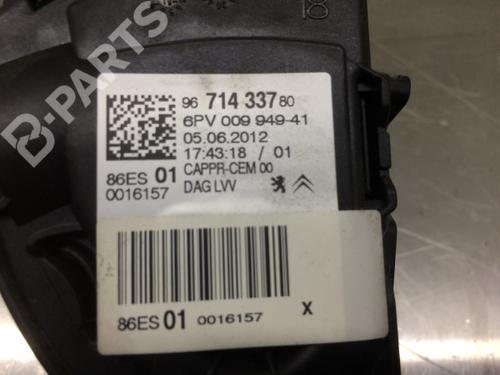 18
96 714 337 80
6PV 009 949-41
05.06.2012
17:43:18 / 01
86ES 01 CAPPR-CEM 00
0016157 DAG LVV
86ES 01 0016157 X
B-PARTS